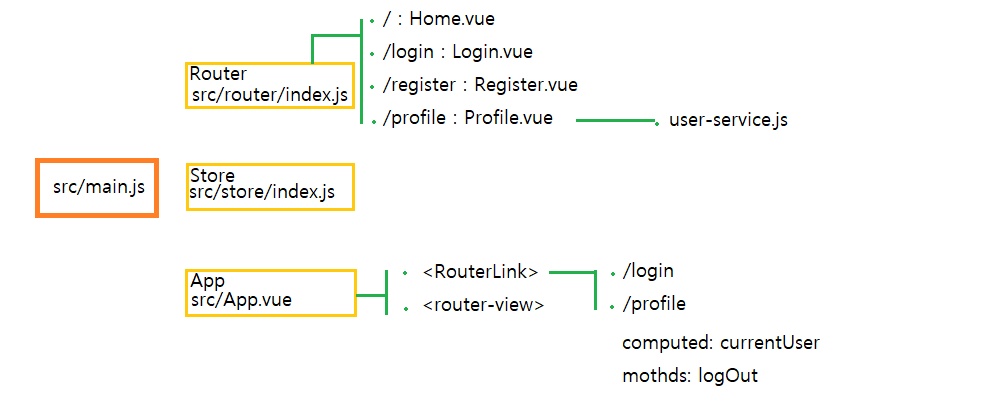 / : Home.vue
/login : Login.vue
/register : Register.vue
/profile : Profile.vue
user-service.js
Router
src/router/index.js
src/main.js
Store
src/store/index.js
App
src/App.vue
<RouterLink>
<router-view>
/login
/profile
computed: currentUser
mothds: logOut